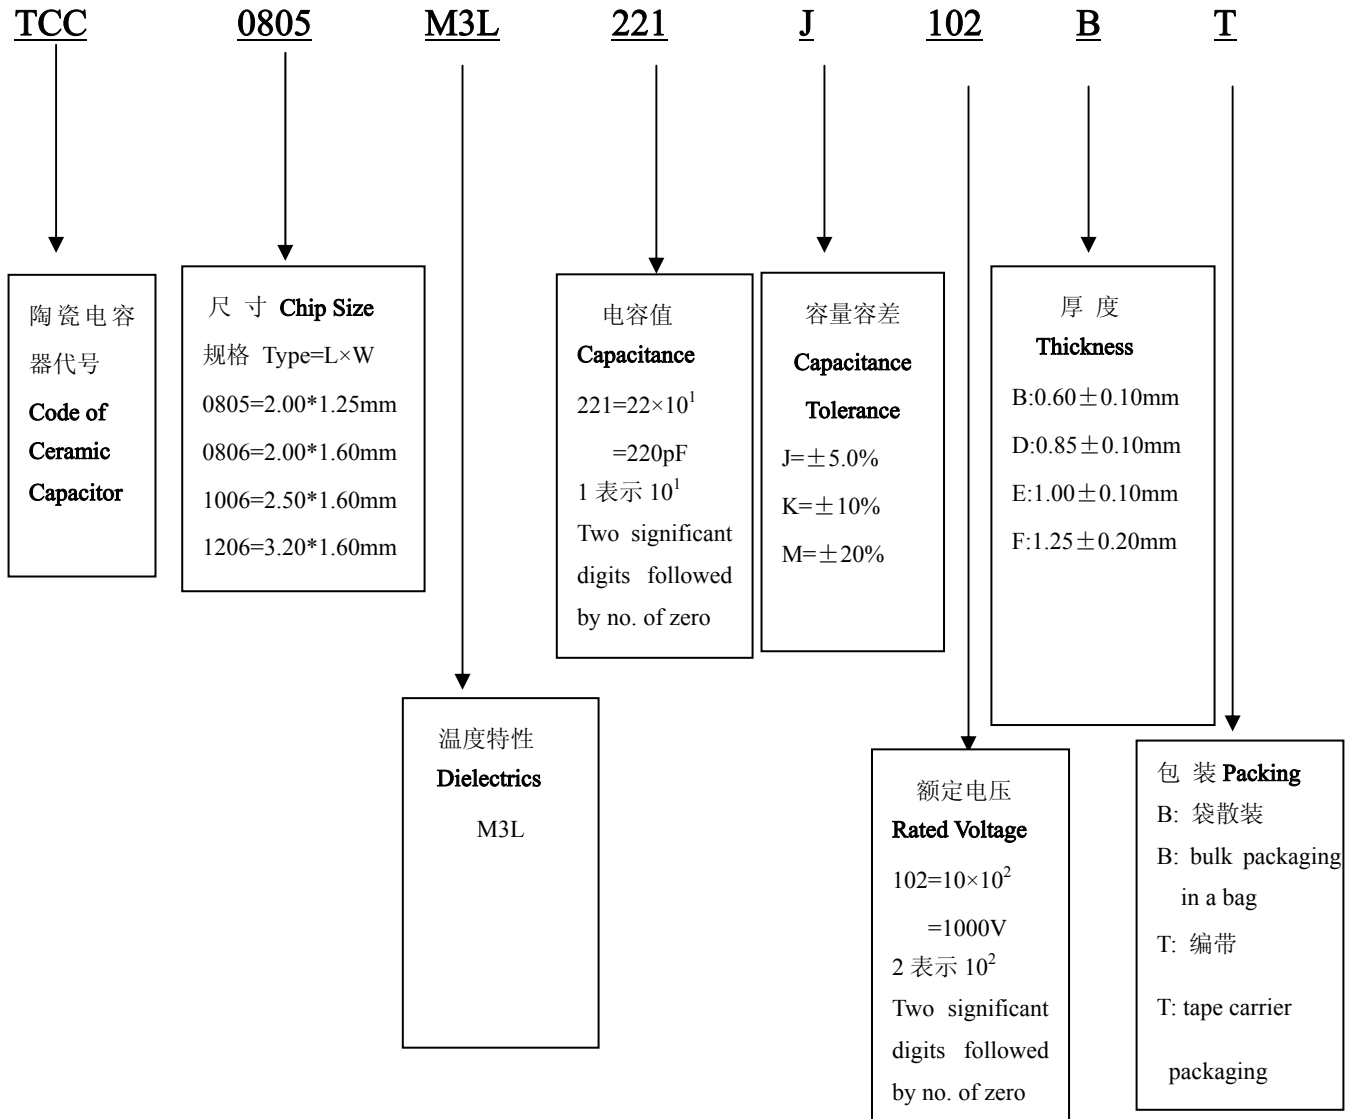 TCC 0805 M3L 221 J 102 B T
陶瓷电容
器代号
Code of
Ceramic
Capacitor
尺 寸 Chip Size
规格 Type=L×W
0805=2.00*1.25mm
0806=2.00*1.60mm
1006=2.50*1.60mm
1206=3.20*1.60mm
温度特性
Dielectrics
M3L
电容值
Capacitance
221=22×10¹
=220pF
1 表示 10¹
Two significant
digits followed
by no. of zero
容量容差
Capacitance
Tolerance
J=±5.0%
K=±10%
M=±20%
额定电压
Rated Voltage
102=10×10²
=1000V
2 表示 10²
Two significant
digits followed
by no. of zero
厚 度
Thickness
B:0.60±0.10mm
D:0.85±0.10mm
E:1.00±0.10mm
F:1.25±0.20mm
包 装 Packing
B: 袋散装
B: bulk packaging
in a bag
T: 编带
T: tape carrier
packaging